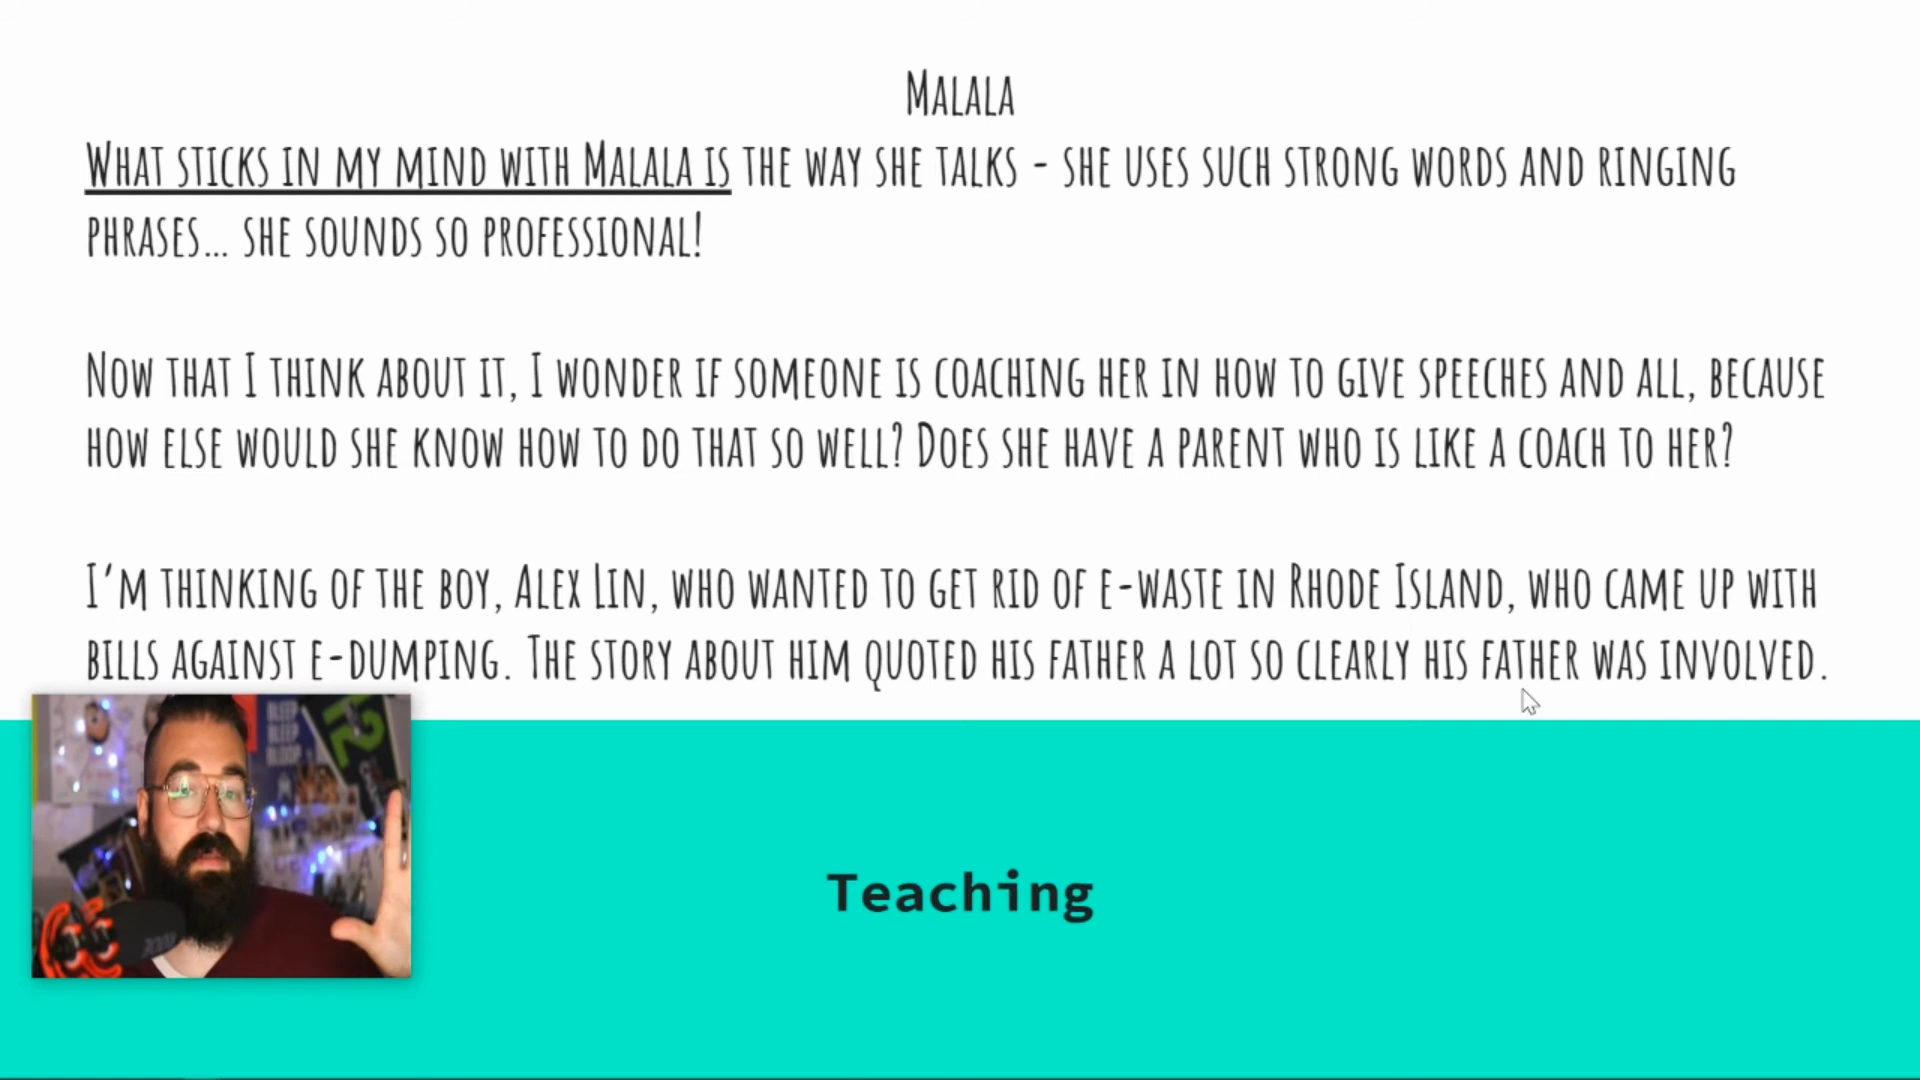 Malala
What sticks in my mind with Malala is the way she talks - she uses such strong words and ringing
phrases... she sounds so professional!
Now that I think about it, I wonder if someone is coaching her in how to give speeches and all, because
how else would she know how to do that so well? Does she have a parent who is like a coach to her?
I'm thinking of the boy, Alex Lin, who wanted to get rid of e-waste in Rhode Island, who came up with
bills against e-dumping. The story about him quoted his father a lot so clearly his father was involved.
BLEEP
BLEEP
BLOOP
Teaching